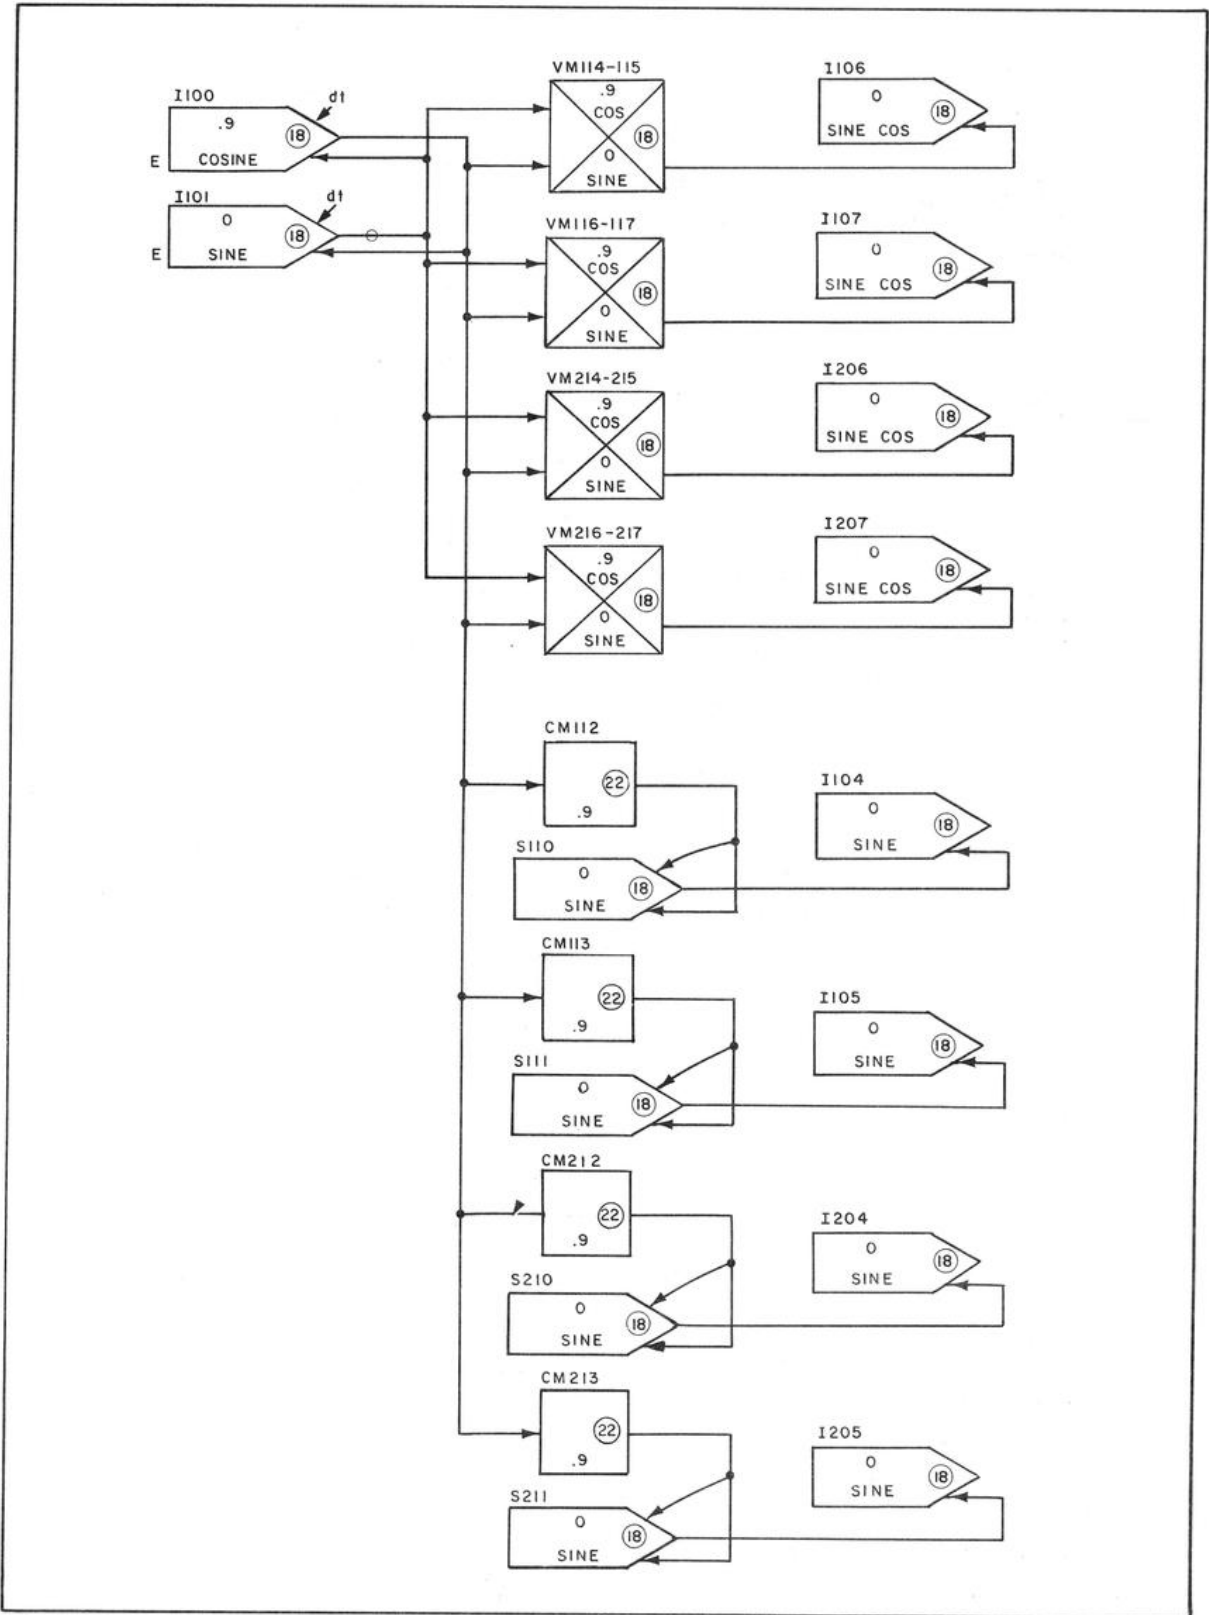 I100
dt
.9
18
E
COSINE
I101
dt
0
18
E
SINE
VM114-115
.9
COS
18
0
SINE
I106
0
18
SINE COS
VM116-117
.9
COS
18
0
SINE
I107
0
18
SINE COS
VM214-215
.9
COS
18
0
SINE
I206
0
18
SINE COS
VM216-217
.9
COS
18
0
SINE
I207
0
18
SINE COS
CM112
22
.9
S110
0
18
SINE
I104
0
18
SINE
CM113
22
.9
S111
0
18
SINE
I105
0
18
SINE
CM212
22
.9
S210
0
18
SINE
I204
0
18
SINE
CM213
22
.9
S211
0
18
SINE
I205
0
18
SINE